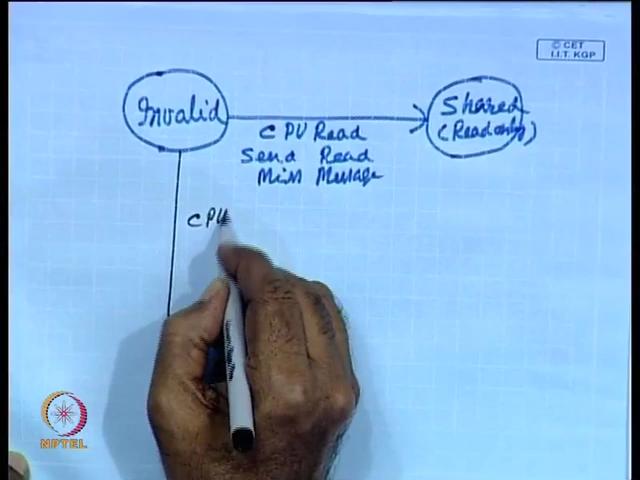 © CET
I.I.T. KGP
Invalid
Shared
(Read only)
CPU Read
Send Read
Miss Message
CPU
NPTEL